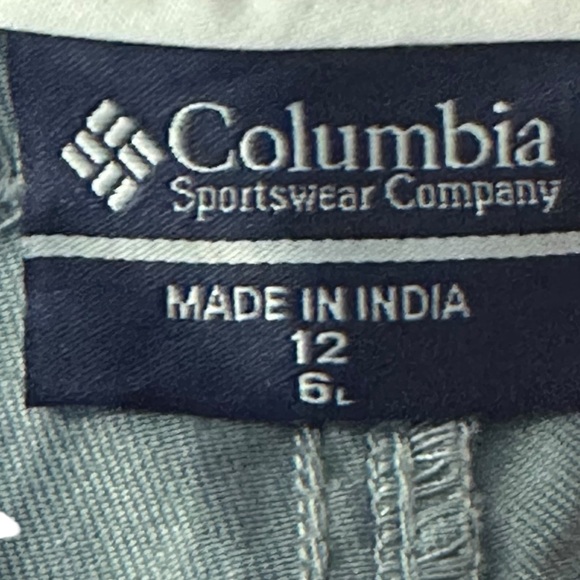 Columbia
Sportswear Company
MADE IN INDIA
12
6L